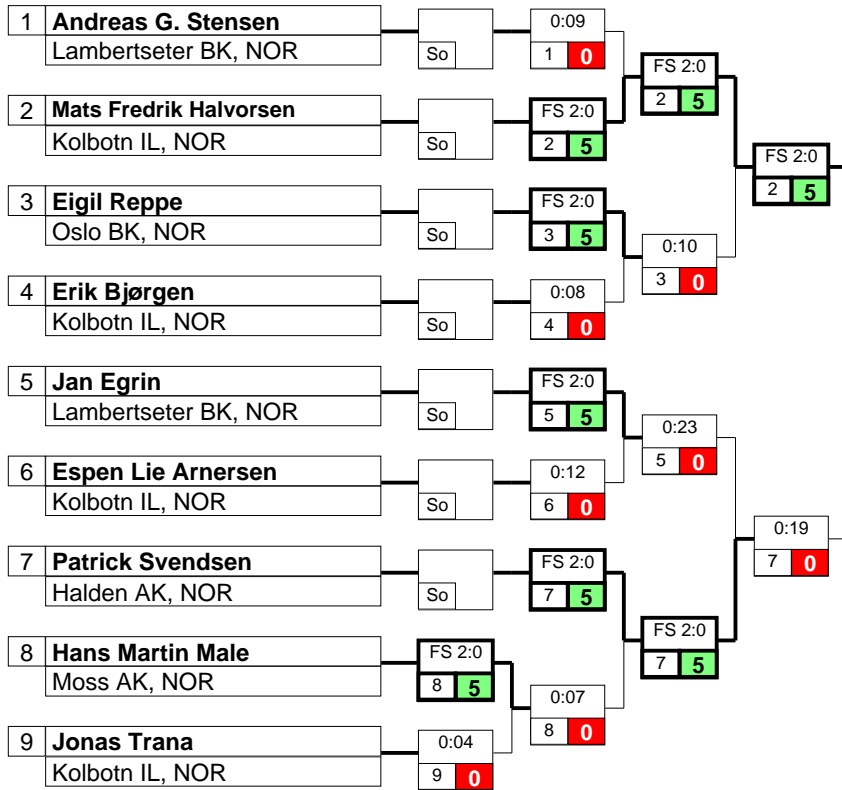 1 Andreas G. Stensen
Lambertseter BK, NOR
So
0:09
1 0
FS 2:0
2 5
2 Mats Fredrik Halvorsen
Kolbotn IL, NOR
So
FS 2:0
2 5
FS 2:0
2 5
3 Eigil Reppe
Oslo BK, NOR
So
FS 2:0
3 5
0:10
3 0
4 Erik Bjørgen
Kolbotn IL, NOR
So
0:08
4 0
5 Jan Egrin
Lambertseter BK, NOR
So
FS 2:0
5 5
0:23
5 0
6 Espen Lie Arnersen
Kolbotn IL, NOR
So
0:12
6 0
0:19
7 0
7 Patrick Svendsen
Halden AK, NOR
So
FS 2:0
7 5
FS 2:0
7 5
8 Hans Martin Male
Moss AK, NOR
FS 2:0
8 5
0:07
8 0
9 Jonas Trana
Kolbotn IL, NOR
0:04
9 0